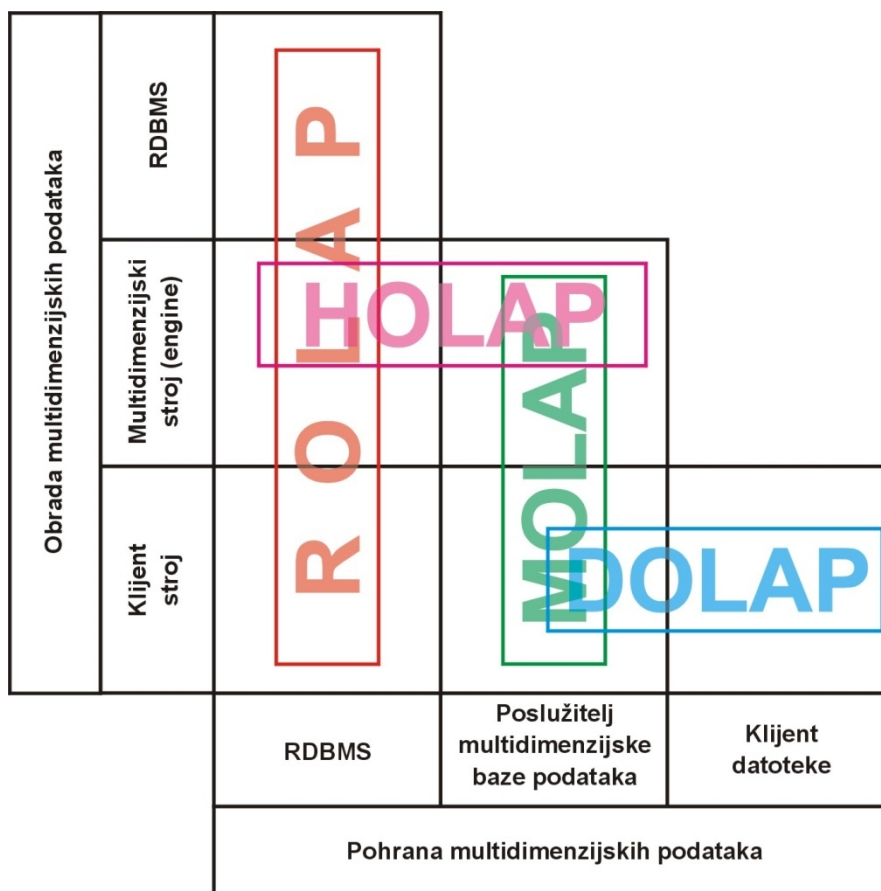 Obrada multidimenzijskih podataka
RDBMS
Multidimenzijski
stroj (engine)
Klijent
stroj
ROLAP
HOLAP
MOLAP
DOLAP
RDBMS
Poslužitelj
multidimenzijske
baze podataka
Klijent
datoteke
Pohrana multidimenzijskih podataka